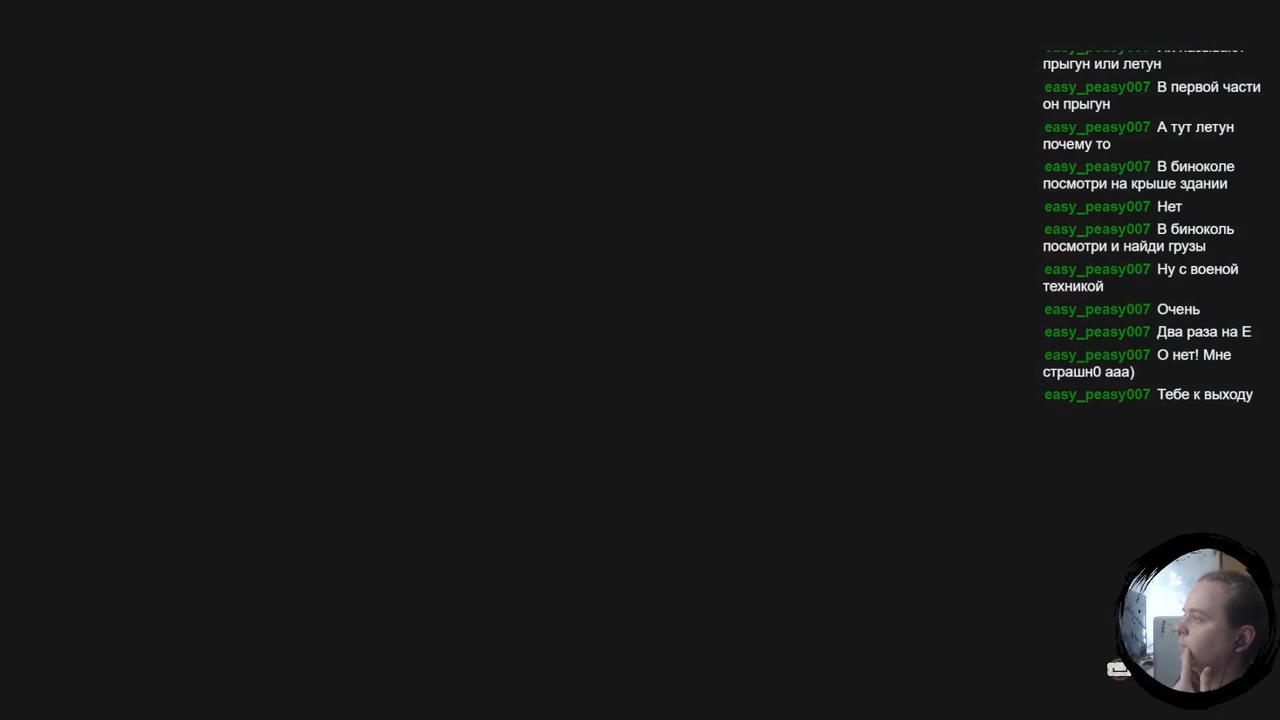 прыгун или летун
easy_peasy007 В первой части
он прыгун
easy_peasy007 А тут летун
почему то
easy_peasy007 В биноколе
посмотри на крыше здании
easy_peasy007 Нет
easy_peasy007 В биноколь
посмотри и найди грузы
easy_peasy007 Ну с военой
техникой
easy_peasy007 Очень
easy_peasy007 Два раза на Е
easy_peasy007 О нет! Мне
страшн0 ааа)
easy_peasy007 Тебе к выходу